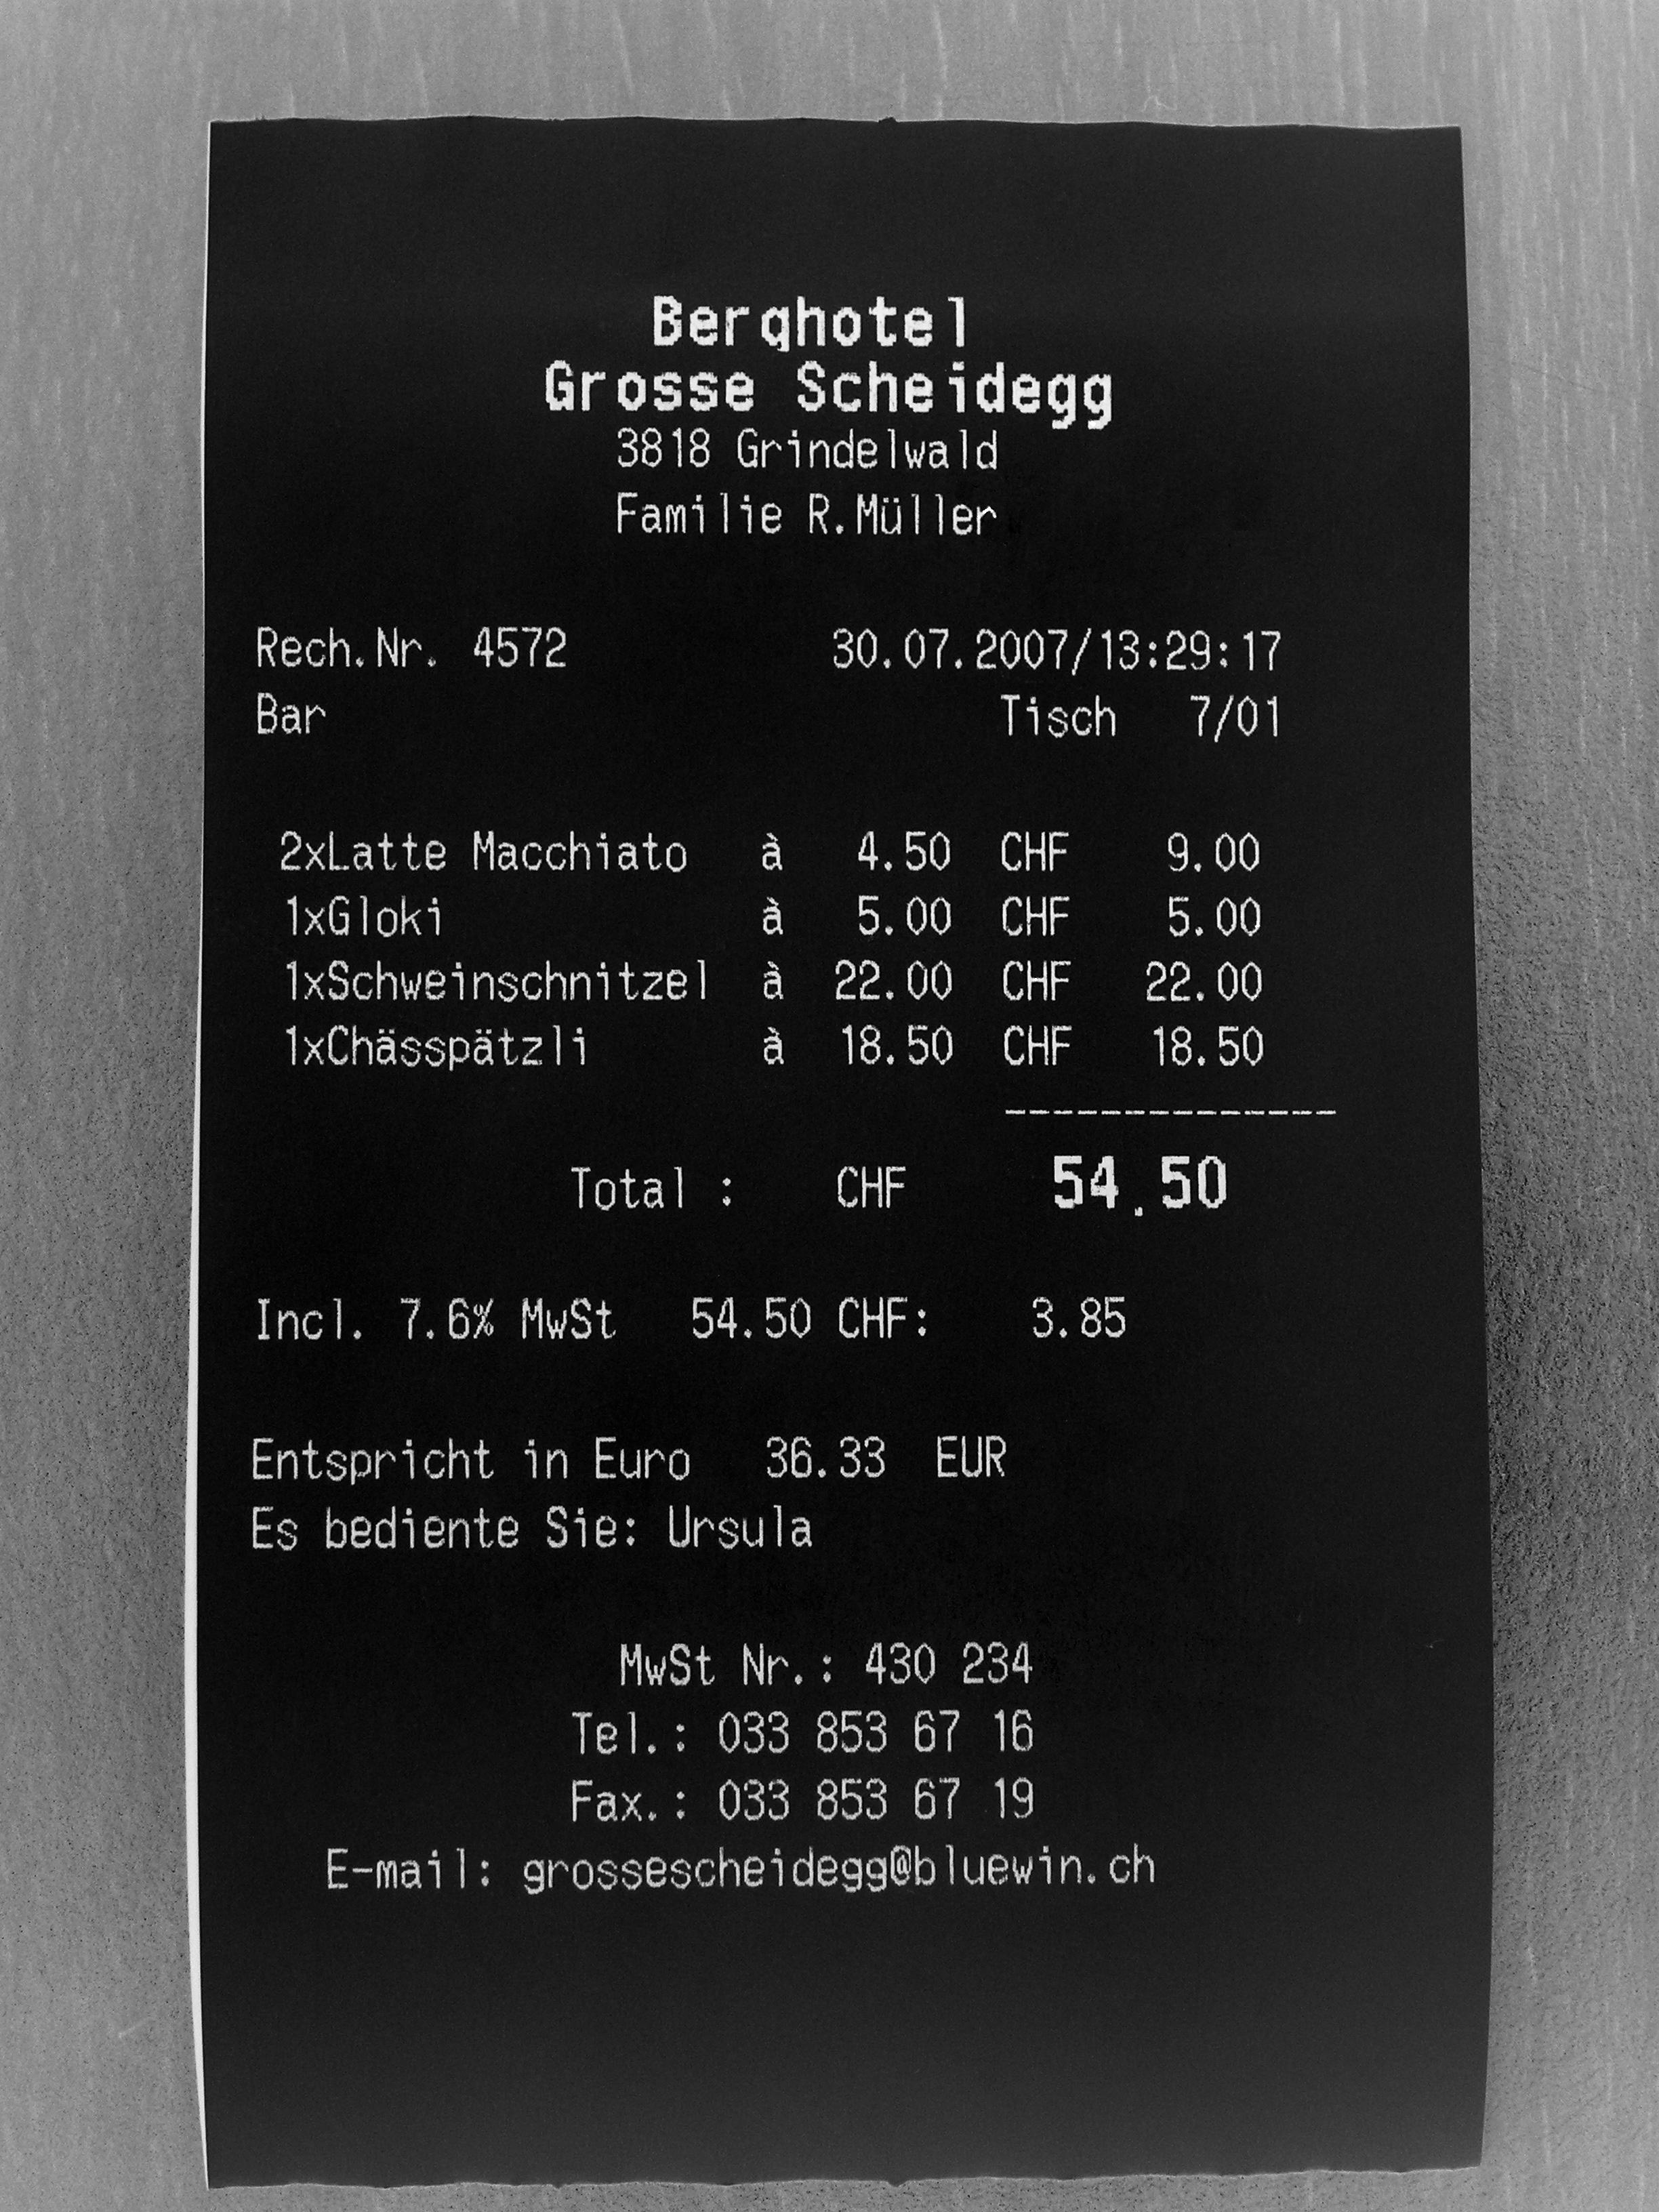 Berghotel
Grosse Scheidegg
3818 Grindelwald
Familie R.Müller
Rech.Nr. 4572 30.07.2007/13:29:17
Bar Tisch 7/01
2xLatte Macchiato à 4.50 CHF 9.00
1xGloki à 5.00 CHF 5.00
1xSchweinschnitzel à 22.00 CHF 22.00
1xChässpätzli à 18.50 CHF 18.50
--------------
Total : CHF 54.50
Incl. 7.6% MwSt 54.50 CHF: 3.85
Entspricht in Euro 36.33 EUR
Es bediente Sie: Ursula
MwSt Nr.: 430 234
Tel.: 033 853 67 16
Fax.: 033 853 67 19
E-mail: grossescheidegg@bluewin.ch